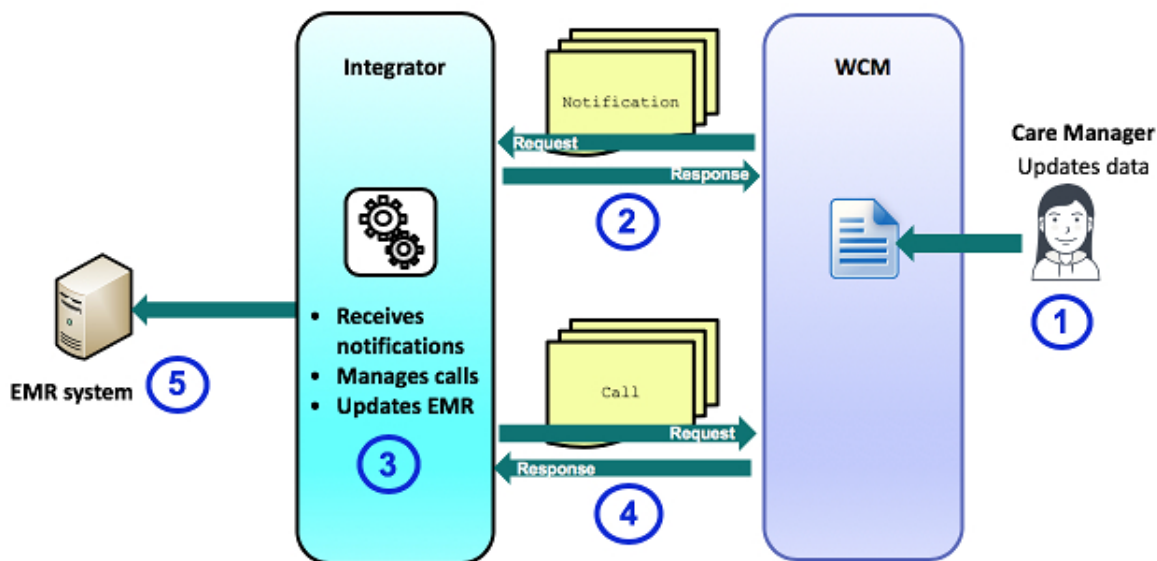 Integrator
Notification
Request
Response
2
WCM
Care Manager
Updates data
1
• Receives
notifications
• Manages calls
• Updates EMR
3
EMR system
5
Call
Request
Response
4